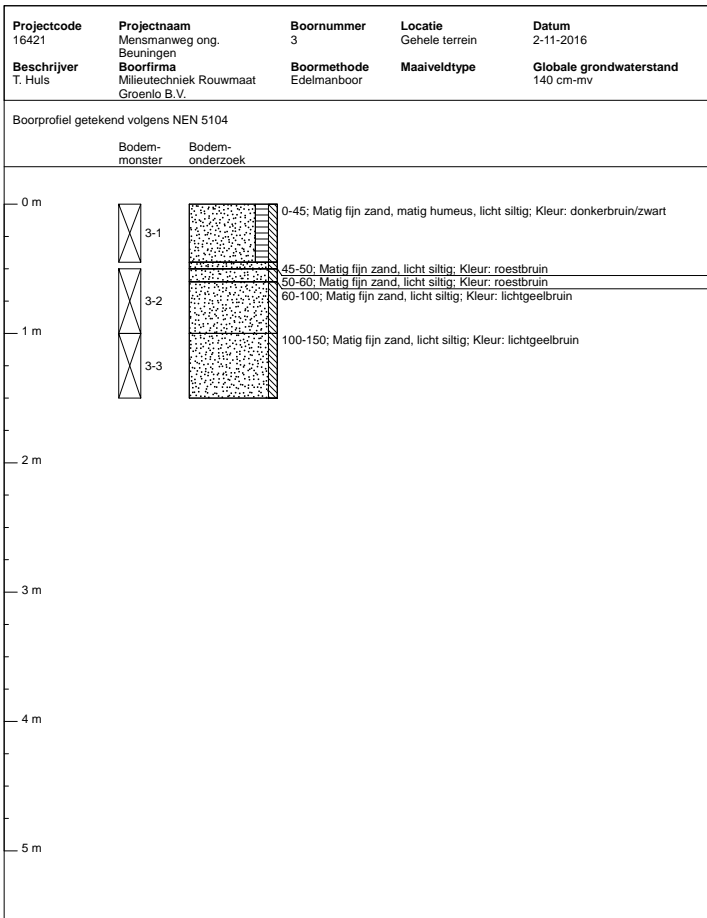 Projectcode Projectnaam Boornummer Locatie Datum
16421 Mensmanweg ong. 3 Gehele terrein 2-11-2016
Beuningen
Beschrijver Boorfirma Boormethode Maaiveldtype Globale grondwaterstand
T. Huls Milieutechniek Rouwmaat Edelmanboor 140 cm-mv
Groenlo B.V.
Boorprofiel getekend volgens NEN 5104
Bodem- Bodem-
monster onderzoek
0 m
0-45; Matig fijn zand, matig humeus, licht siltig; Kleur: donkerbruin/zwart
3-1
45-50; Matig fijn zand, licht siltig; Kleur: roestbruin
50-60; Matig fijn zand, licht siltig; Kleur: roestbruin
60-100; Matig fijn zand, licht siltig; Kleur: lichtgeelbruin
3-2
1 m
100-150; Matig fijn zand, licht siltig; Kleur: lichtgeelbruin
3-3
2 m
3 m
4 m
5 m